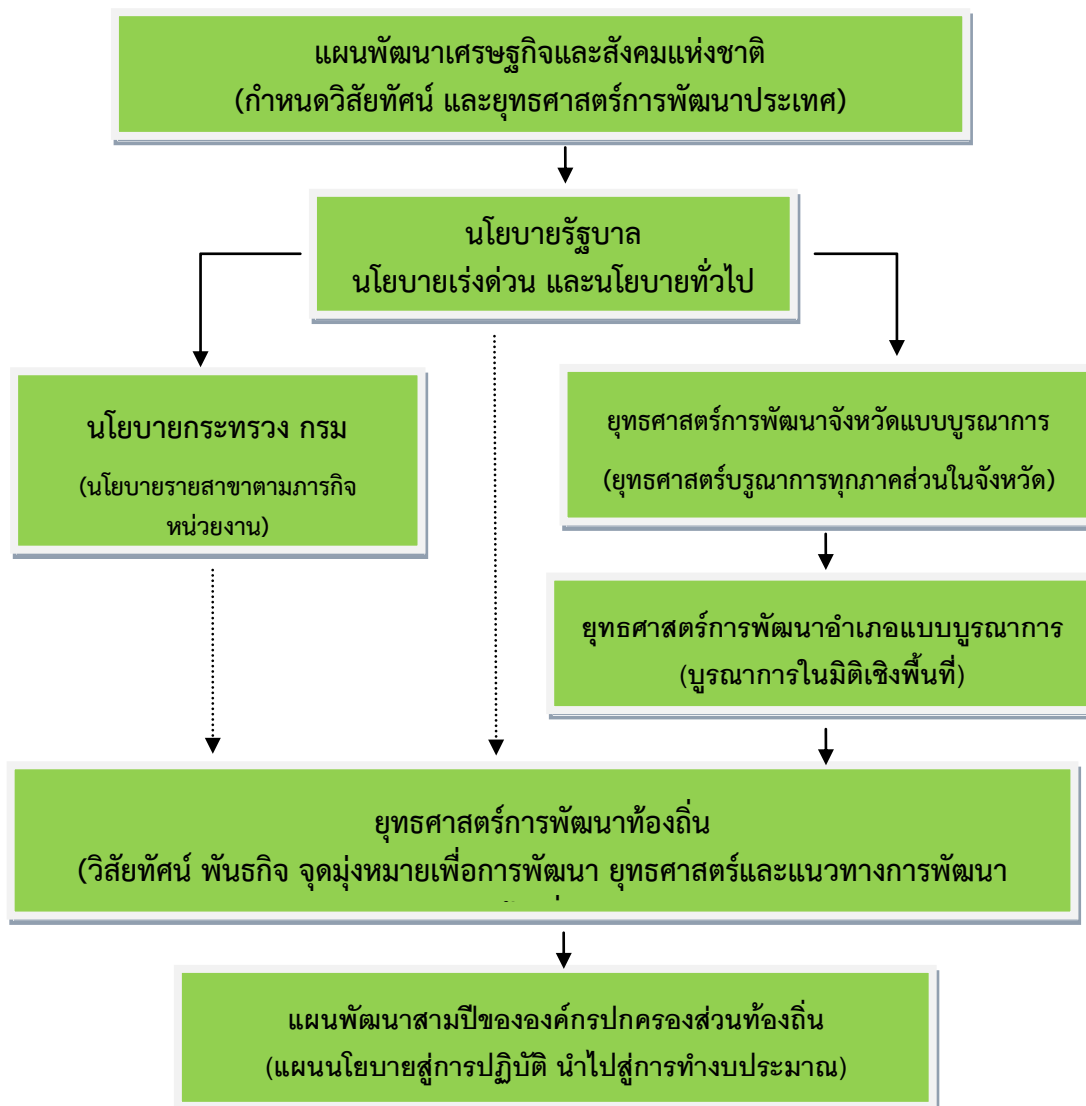 แผนพัฒนาเศรษฐกิจและสังคมแห่งชาติ
(กำหนดวิสัยทัศน์ และยุทธศาสตร์การพัฒนาประเทศ)
นโยบายรัฐบาล
นโยบายเร่งด่วน และนโยบายทั่วไป
นโยบายกระทรวง กรม
(นโยบายรายสาขาตามภารกิจ
หน่วยงาน)
ยุทธศาสตร์การพัฒนาจังหวัดแบบบูรณาการ
(ยุทธศาสตร์บรูณาการทุกภาคส่วนในจังหวัด)
ยุทธศาสตร์การพัฒนาอำเภอแบบบูรณาการ
(บูรณาการในมิติเชิงพื้นที่)
ยุทธศาสตร์การพัฒนาท้องถิ่น
(วิสัยทัศน์ พันธกิจ จุดมุ่งหมายเพื่อการพัฒนา ยุทธศาสตร์และแนวทางการพัฒนา
แผนพัฒนาสามปีขององค์กรปกครองส่วนท้องถิ่น
(แผนนโยบายสู่การปฏิบัติ นำไปสู่การทำงบประมาณ)